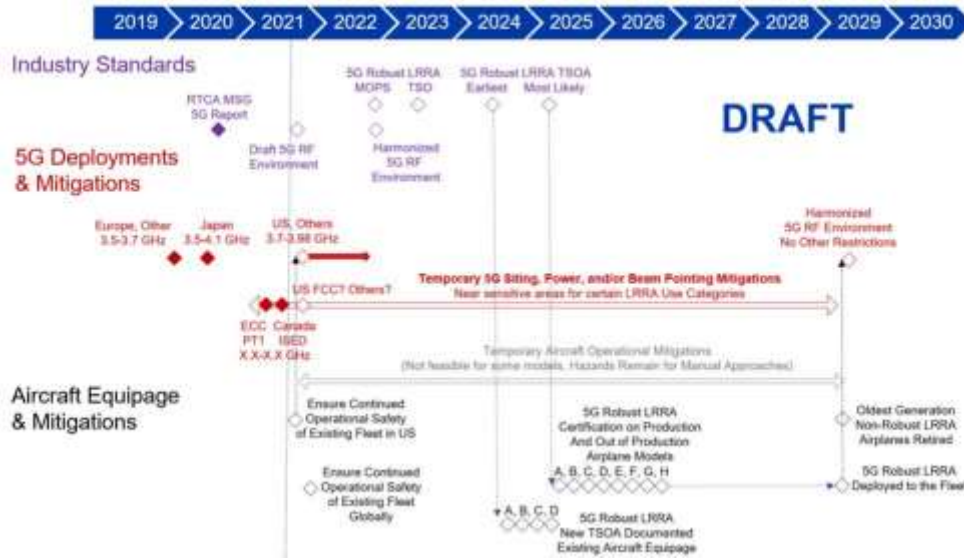 2019 2020 2021 2022 2023 2024 2025 2026 2027 2028 2029 2030
Industry Standards
RTCA MSG
5G Report
Draft 5G RF
Environment
5G Robust LRRA
MOPS TSO
Harmonized
5G RF
Environment
5G Robust LRRA TSOA
Earliest Most Likely
DRAFT
5G Deployments
& Mitigations
Europe, Other
3.5-3.7 GHz
Japan
3.5-4.1 GHz
US, Others
3.7-3.98 GHz
Harmonized
5G RF Environment
No Other Restrictions
Temporary 5G Siting, Power, and/or Beam Pointing Mitigations
US FCC? Others?
Near sensitive areas for certain LRRA Use Categories
ECC
PT1
X.X-X.X GHz
Canada
ISED
Temporary Aircraft Operational Mitigations
(Not feasible for some models, Hazards Remain for Manual Approaches)
Aircraft Equipage
& Mitigations
Ensure Continued
Operational Safety
of Existing Fleet in US
5G Robust LRRA
Certification on Production
And Out of Production
Airplane Models
A, B, C, D, E, F, G, H
Oldest Generation
Non-Robust LRRA
Airplanes Retired
Ensure Continued
Operational Safety
of Existing Fleet
Globally
5G Robust LRRA
Deployed to the Fleet
A, B, C, D
5G Robust LRRA
New TSOA Documented
Existing Aircraft Equipage